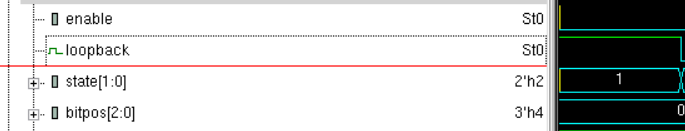 enable St0
loopback St0
state[1:0] 2'h2 1
bitpos[2:0] 3'h4 0